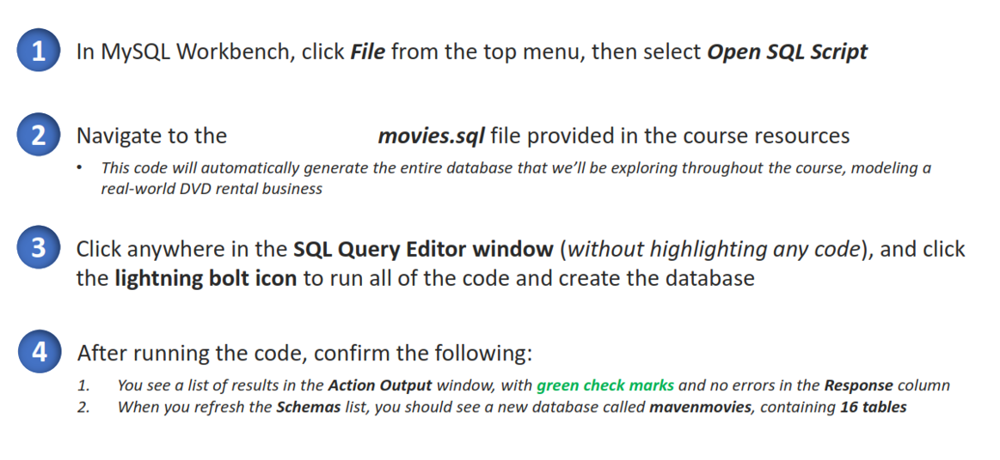 1 In MySQL Workbench, click File from the top menu, then select Open SQL Script
2 Navigate to the movies.sql file provided in the course resources
• This code will automatically generate the entire database that we’ll be exploring throughout the course, modeling a
real-world DVD rental business
3 Click anywhere in the SQL Query Editor window (without highlighting any code), and click
the lightning bolt icon to run all of the code and create the database
4 After running the code, confirm the following:
1. You see a list of results in the Action Output window, with green check marks and no errors in the Response column
2. When you refresh the Schemas list, you should see a new database called mavenmovies, containing 16 tables